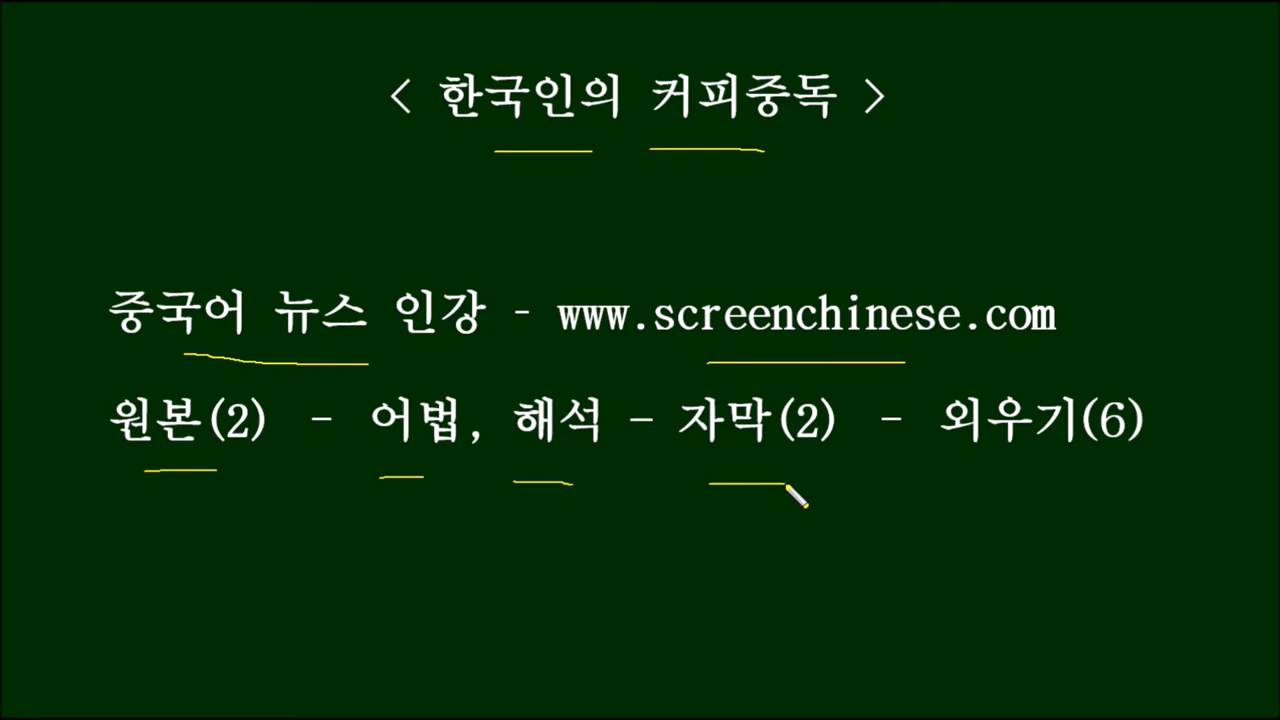 < 한국인의 커피중독 >
중국어 뉴스 인강 - www.screenchinese.com
원본(2) - 어법, 해석 - 자막(2) - 외우기(6)